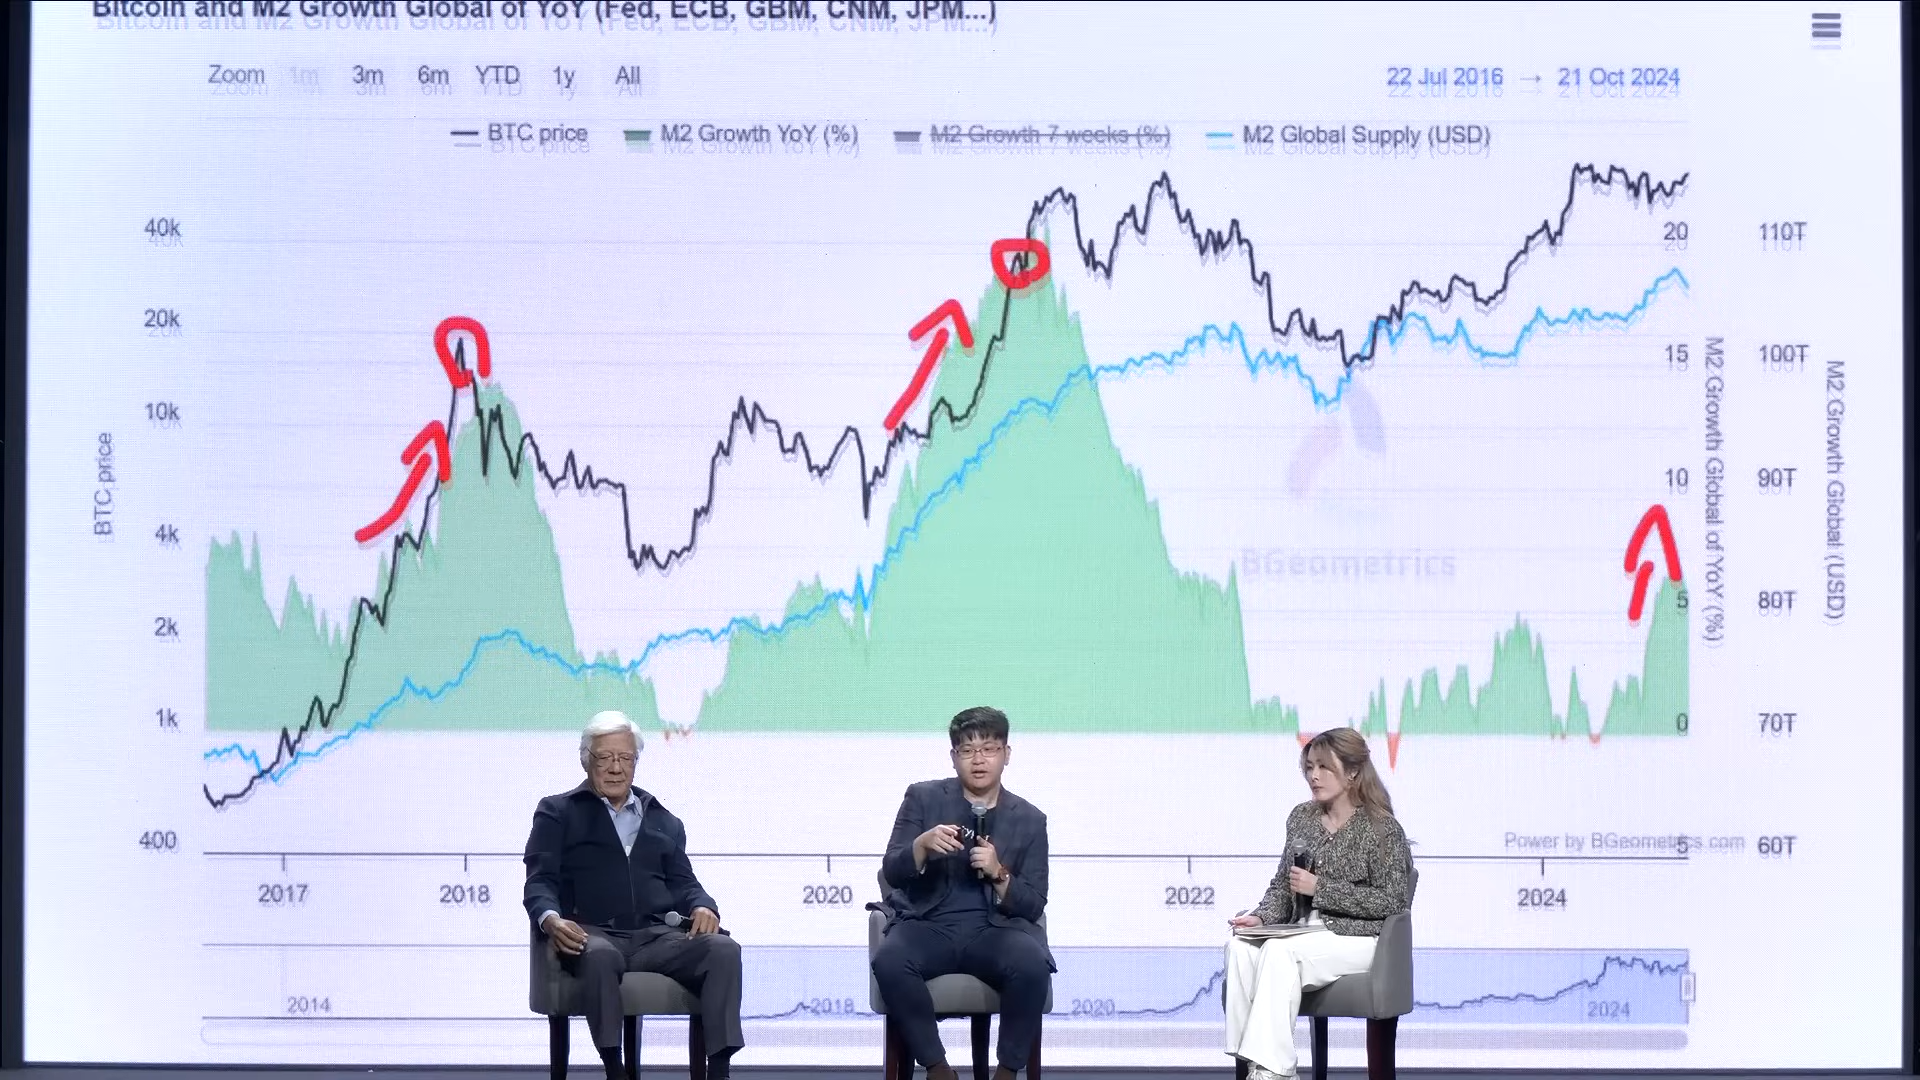 Bitcoin and M2 Growth Global of YoY (Fed, ECB, GBM, CNM, JPM...)
Zoom 1m 3m 6m YTD 1y All
22 Jul 2016 → 21 Oct 2024
BTC price M2 Growth YoY (%) M2 Growth 7 weeks (%) M2 Global Supply (USD)
40k
20k
10k
4k
2k
1k
400
BTC price
20
15
10
5
0
5
M2 Growth Global of YoY (%)
110T
100T
90T
80T
70T
60T
M2 Growth Global (USD)
BGeometrics
Power by BGeometrics.com
2017 2018 2020 2022 2024
2014 2018 2020 2024